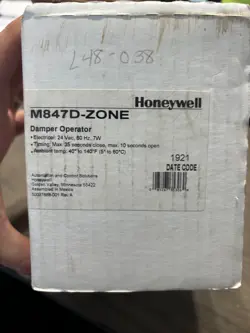 L48-038
Honeywell
M847D-ZONE
Damper Operator
• Electrical: 24 Vac, 60 Hz, 7W
• Timing: Max. 35 seconds close, max. 10 seconds open
• Ambient temp: 40° to 140°F (5° to 60°C)
1921
DATE CODE
Automation and Control Solutions
Honeywell
Golden Valley, Minnesota 55422
Assembled in Mexico